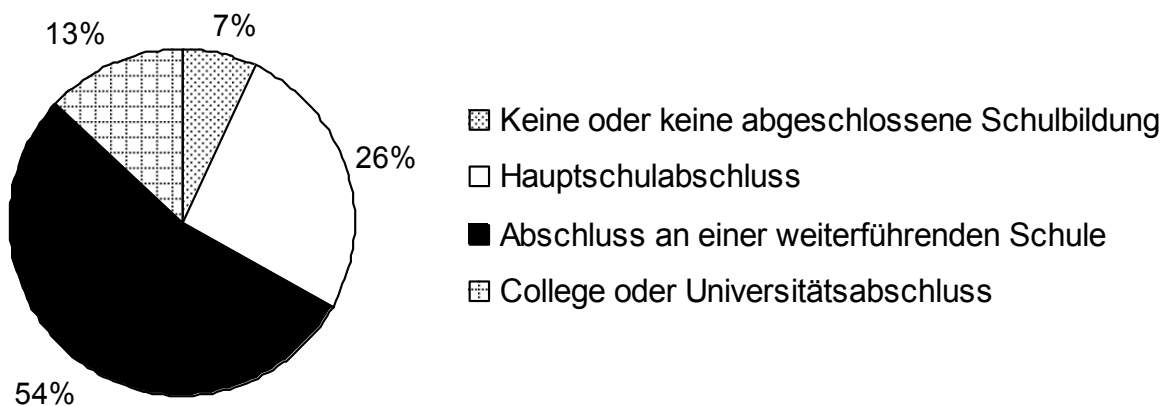 13%
7%
26%
54%
Keine oder keine abgeschlossene Schulbildung
Hauptschulabschluss
Abschluss an einer weiterführenden Schule
College oder Universitätsabschluss